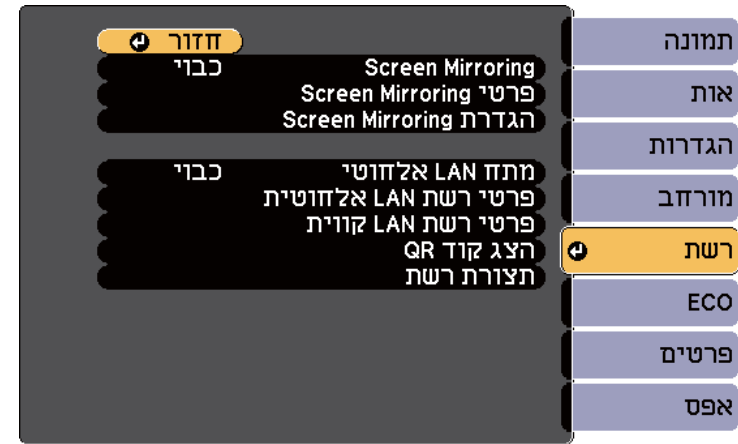 תמונה
אות
הגדרות
מורחב
רשת
ECO
פרטים
אפס
חזור
Screen Mirroring כבוי
פרטי Screen Mirroring
הגדרת Screen Mirroring
מתח LAN אלחוטי כבוי
פרטי רשת LAN אלחוטית
פרטי רשת LAN קווית
הצג קוד QR
תצורת רשת